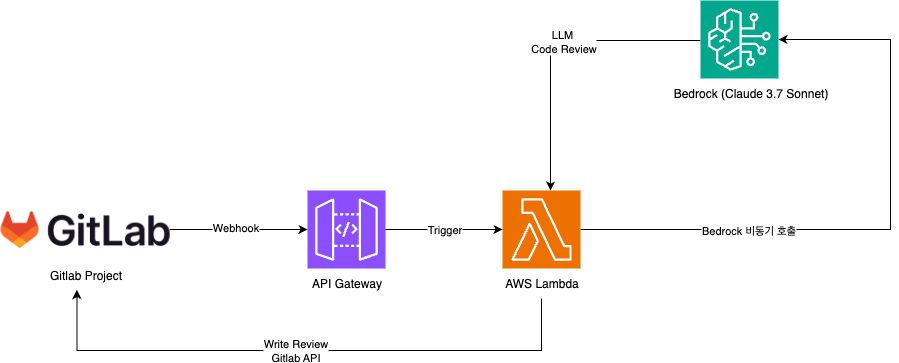 LLM
Code Review
Bedrock (Claude 3.7 Sonnet)
GitLab
Webhook
Trigger
Bedrock 비동기 호출
Gitlab Project
API Gateway
AWS Lambda
Write Review
Gitlab API